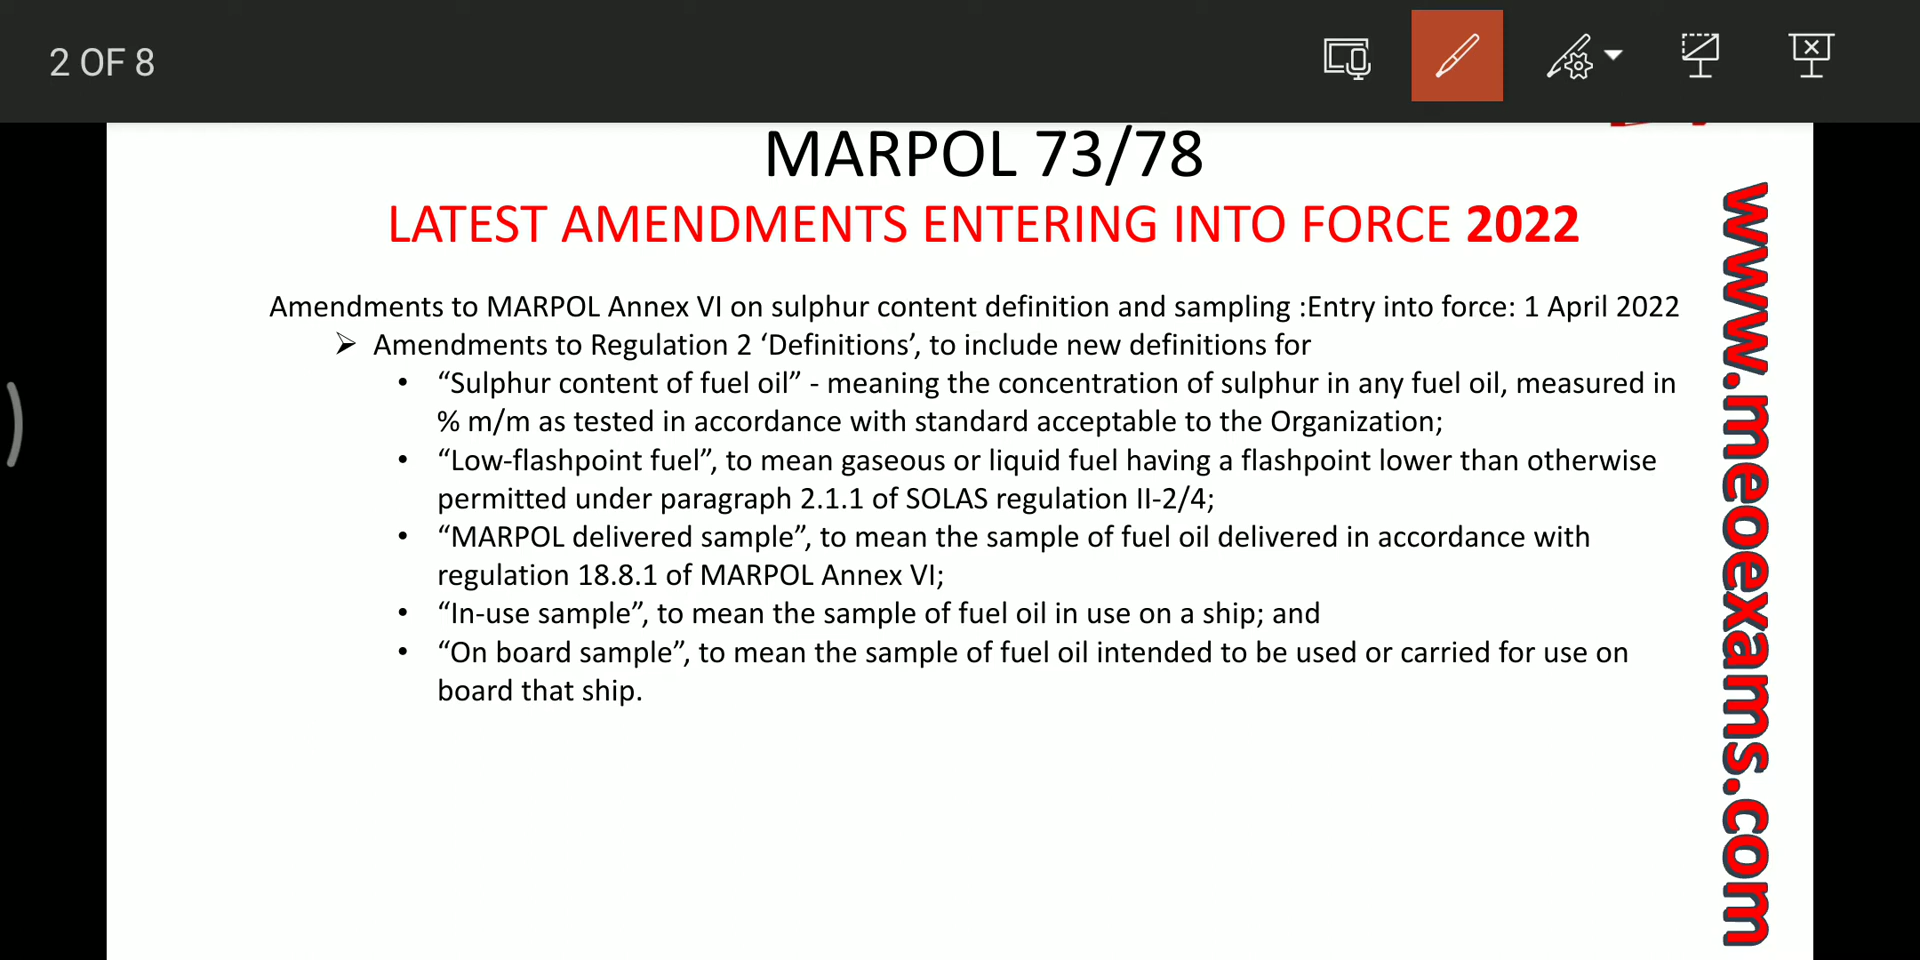 2 OF 8
MARPOL 73/78
LATEST AMENDMENTS ENTERING INTO FORCE 2022
Amendments to MARPOL Annex VI on sulphur content definition and sampling :Entry into force: 1 April 2022
➢ Amendments to Regulation 2 ‘Definitions’, to include new definitions for
• “Sulphur content of fuel oil” - meaning the concentration of sulphur in any fuel oil, measured in
% m/m as tested in accordance with standard acceptable to the Organization;
• “Low-flashpoint fuel”, to mean gaseous or liquid fuel having a flashpoint lower than otherwise
permitted under paragraph 2.1.1 of SOLAS regulation II-2/4;
• “MARPOL delivered sample”, to mean the sample of fuel oil delivered in accordance with
regulation 18.8.1 of MARPOL Annex VI;
• “In-use sample”, to mean the sample of fuel oil in use on a ship; and
• “On board sample”, to mean the sample of fuel oil intended to be used or carried for use on
board that ship.
www.meoexams.com